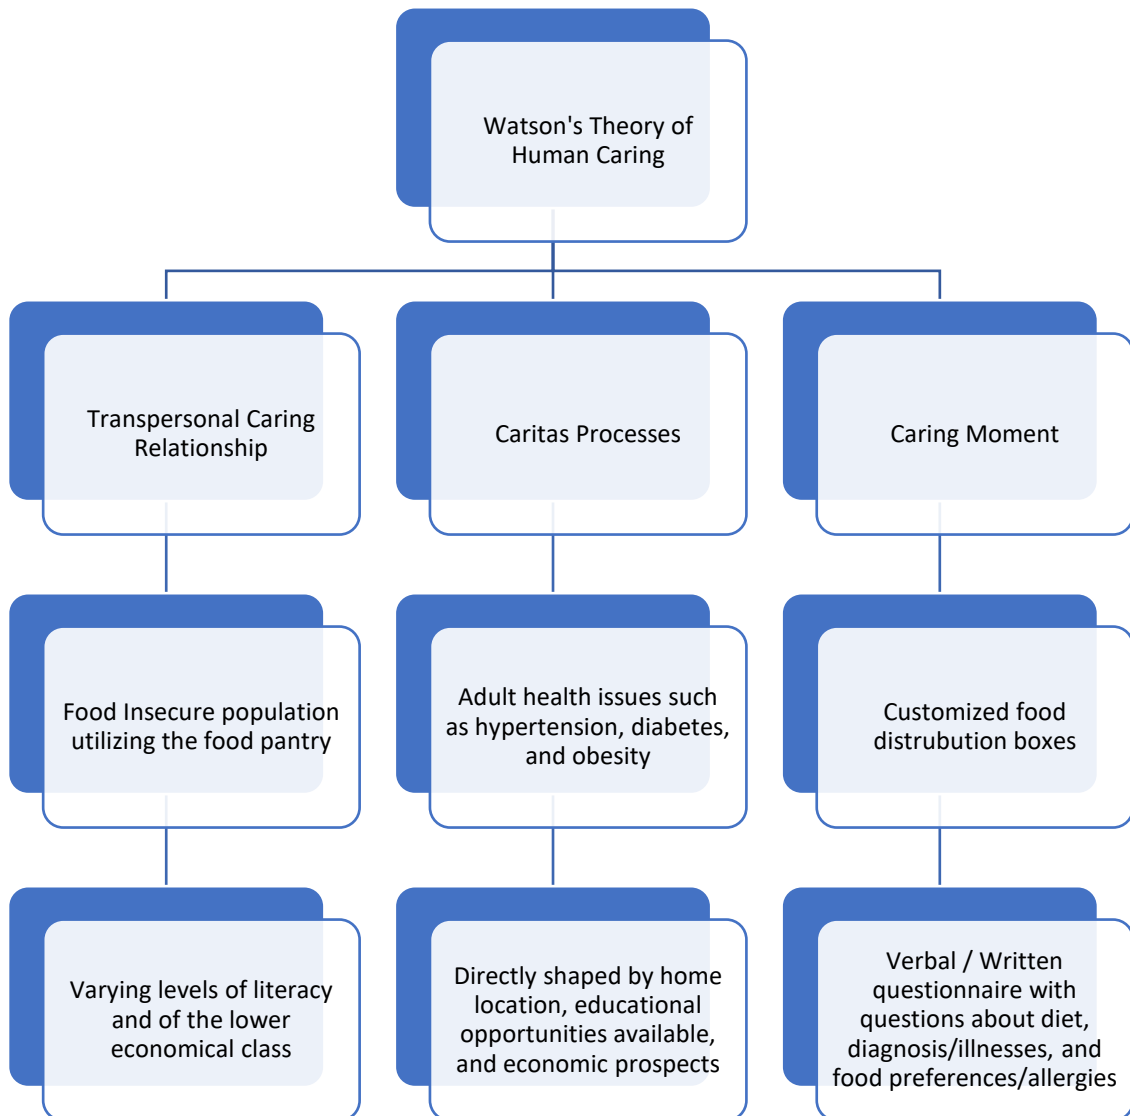 Watson's Theory of
Human Caring
Transpersonal Caring
Relationship
Caritas Processes
Caring Moment
Food Insecure population
utilizing the food pantry
Adult health issues such
as hypertension, diabetes,
and obesity
Customized food
distrubution boxes
Varying levels of literacy
and of the lower
economical class
Directly shaped by home
location, educational
opportunities available,
and economic prospects
Verbal / Written
questionnaire with
questions about diet,
diagnosis/illnesses, and
food preferences/allergies